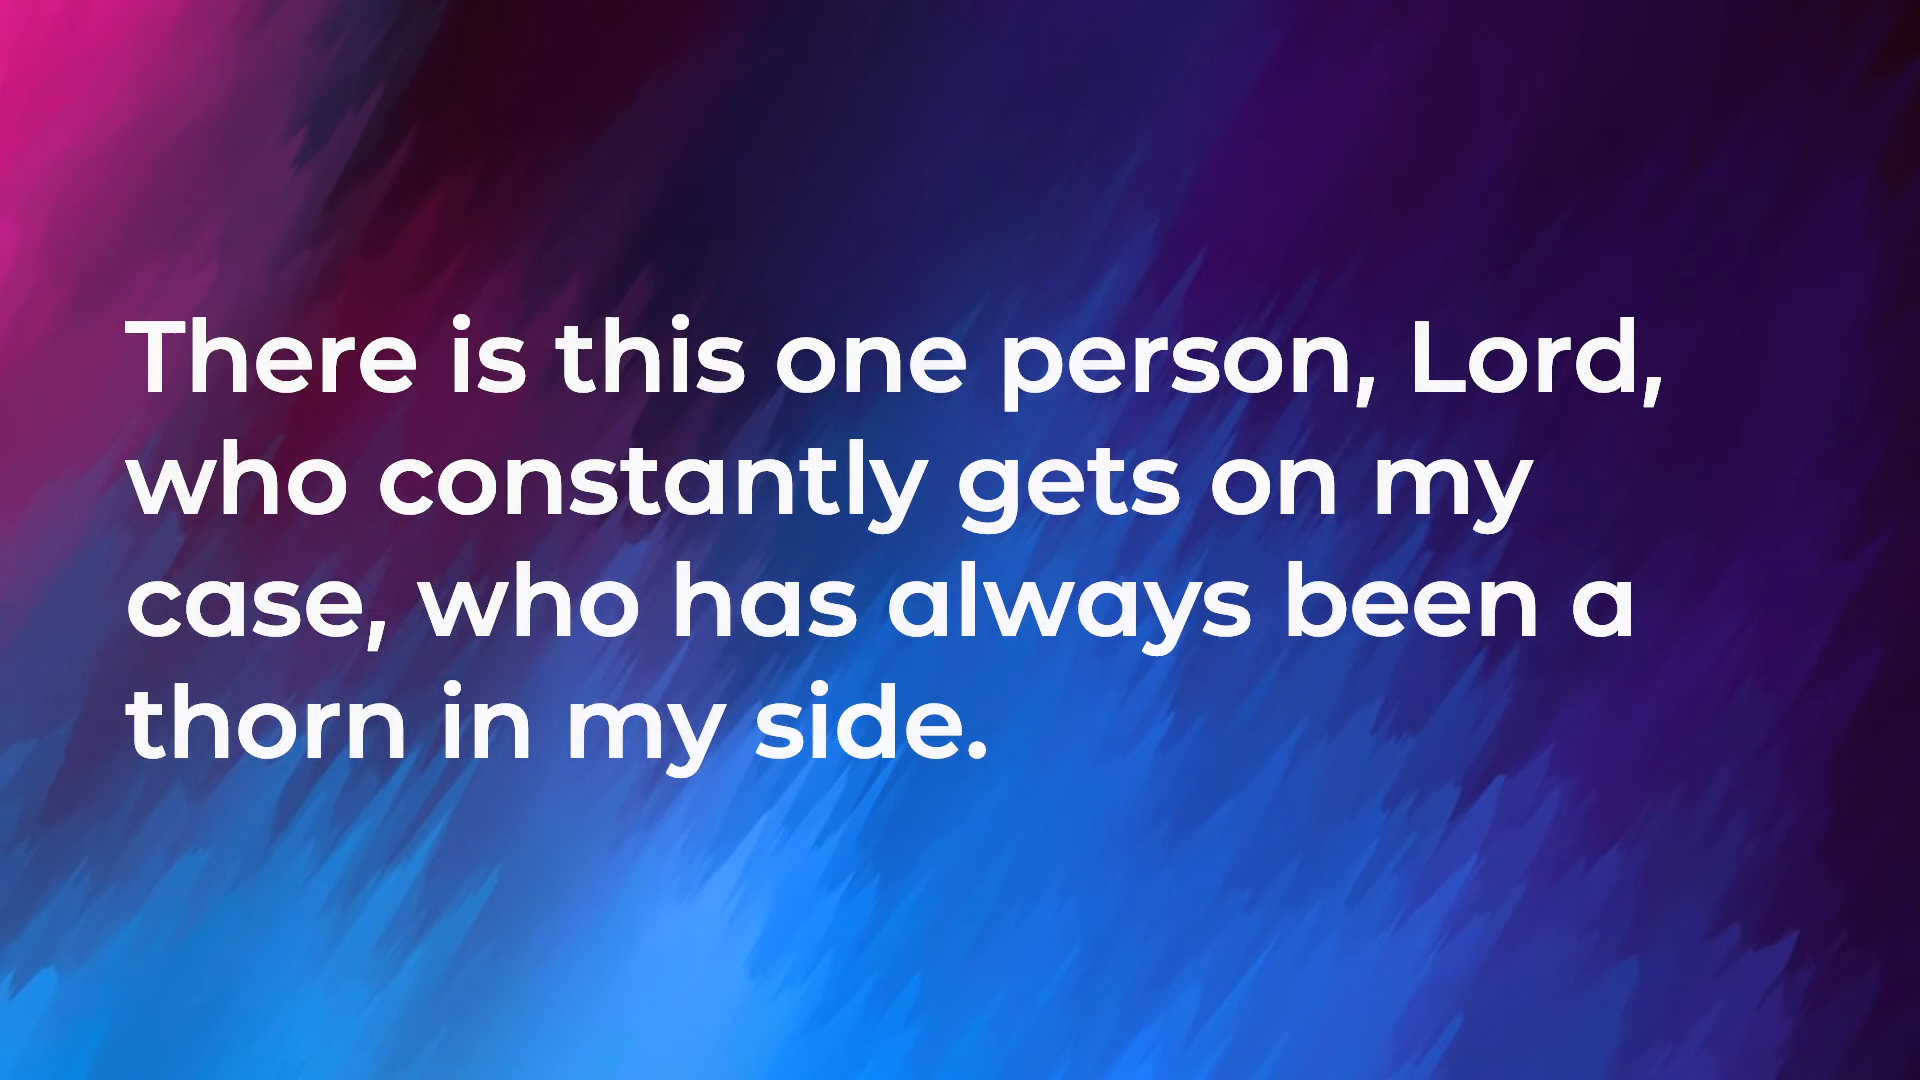 There is this one person, Lord,
who constantly gets on my
case, who has always been a
thorn in my side.